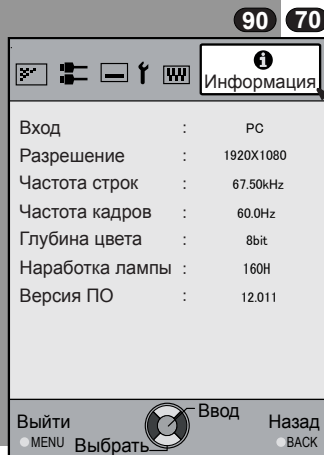 90 70
Информация
Вход : PC
Разрешение : 1920X1080
Частота строк : 67.50kHz
Частота кадров : 60.0Hz
Глубина цвета : 8bit
Наработка лампы : 160H
Версия ПО : 12.011
Выйти Ввод Назад
MENU Выбрать BACK